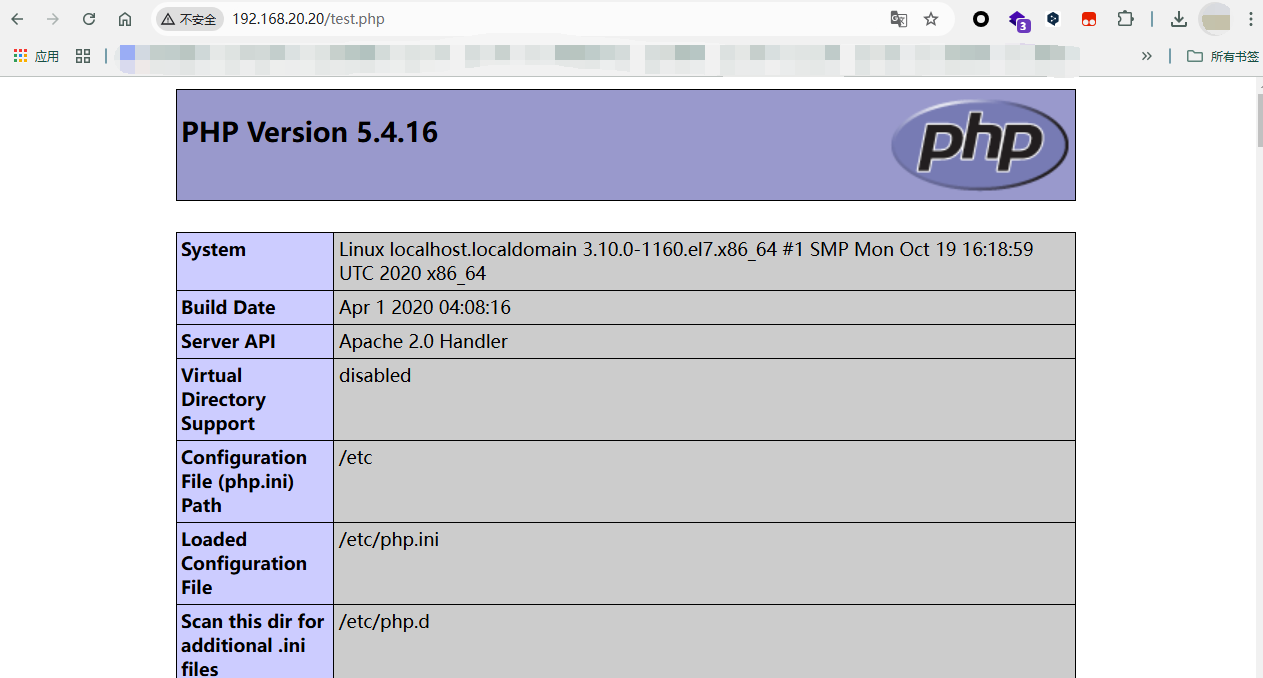 不安全
192.168.20.20/test.php
3
应用
所有书签
PHP Version 5.4.16
php
System
Linux localhost.localdomain 3.10.0-1160.el7.x86_64 #1 SMP Mon Oct 19 16:18:59
UTC 2020 x86_64
Build Date
Apr 1 2020 04:08:16
Server API
Apache 2.0 Handler
Virtual
Directory
Support
disabled
Configuration
File (php.ini)
Path
/etc
Loaded
Configuration
File
/etc/php.ini
Scan this dir for
additional .ini
files
/etc/php.d